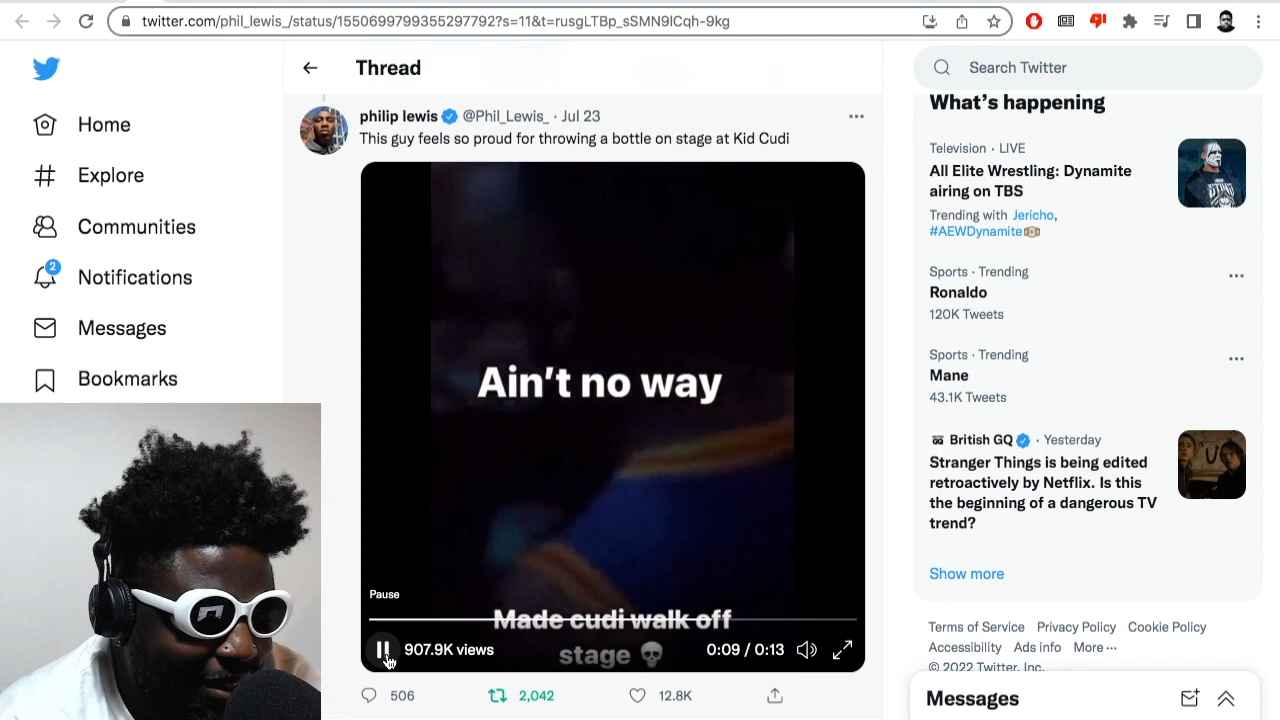 twitter.com/phil_lewis_/status/1550699799355297792?s=11&t=rusgLTBp_sSMN9lCqh-9kg
Home
Explore
Communities
2
Notifications
Messages
Bookmarks
Thread
philip lewis @Phil_Lewis_ · Jul 23
This guy feels so proud for throwing a bottle on stage at Kid Cudi
Ain't no way
Pause
Made cudi walk off
stage 💀
907.9K views
0:09 / 0:13
506
2,042
12.8K
Search Twitter
What's happening
Television · LIVE
All Elite Wrestling: Dynamite
airing on TBS
Trending with Jericho,
#AEWDynamite
Sports · Trending
Ronaldo
120K Tweets
Sports · Trending
Mane
43.1K Tweets
British GQ · Yesterday
Stranger Things is being edited
retroactively by Netflix. Is this
the beginning of a dangerous TV
trend?
Show more
Terms of Service Privacy Policy Cookie Policy
Accessibility Ads info More ···
© 2022 Twitter, Inc.
Messages